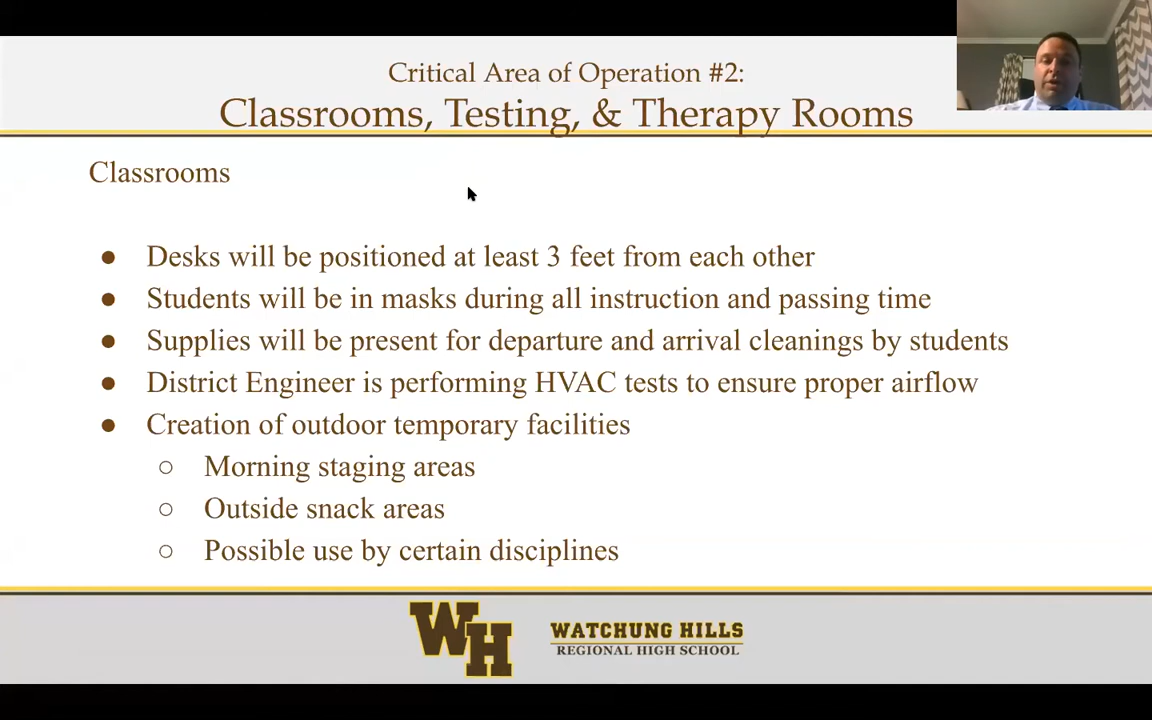 Critical Area of Operation #2:
Classrooms, Testing, & Therapy Rooms
Classrooms
● Desks will be positioned at least 3 feet from each other
● Students will be in masks during all instruction and passing time
● Supplies will be present for departure and arrival cleanings by students
● District Engineer is performing HVAC tests to ensure proper airflow
● Creation of outdoor temporary facilities
○ Morning staging areas
○ Outside snack areas
○ Possible use by certain disciplines
WH
WATCHUNG HILLS
REGIONAL HIGH SCHOOL